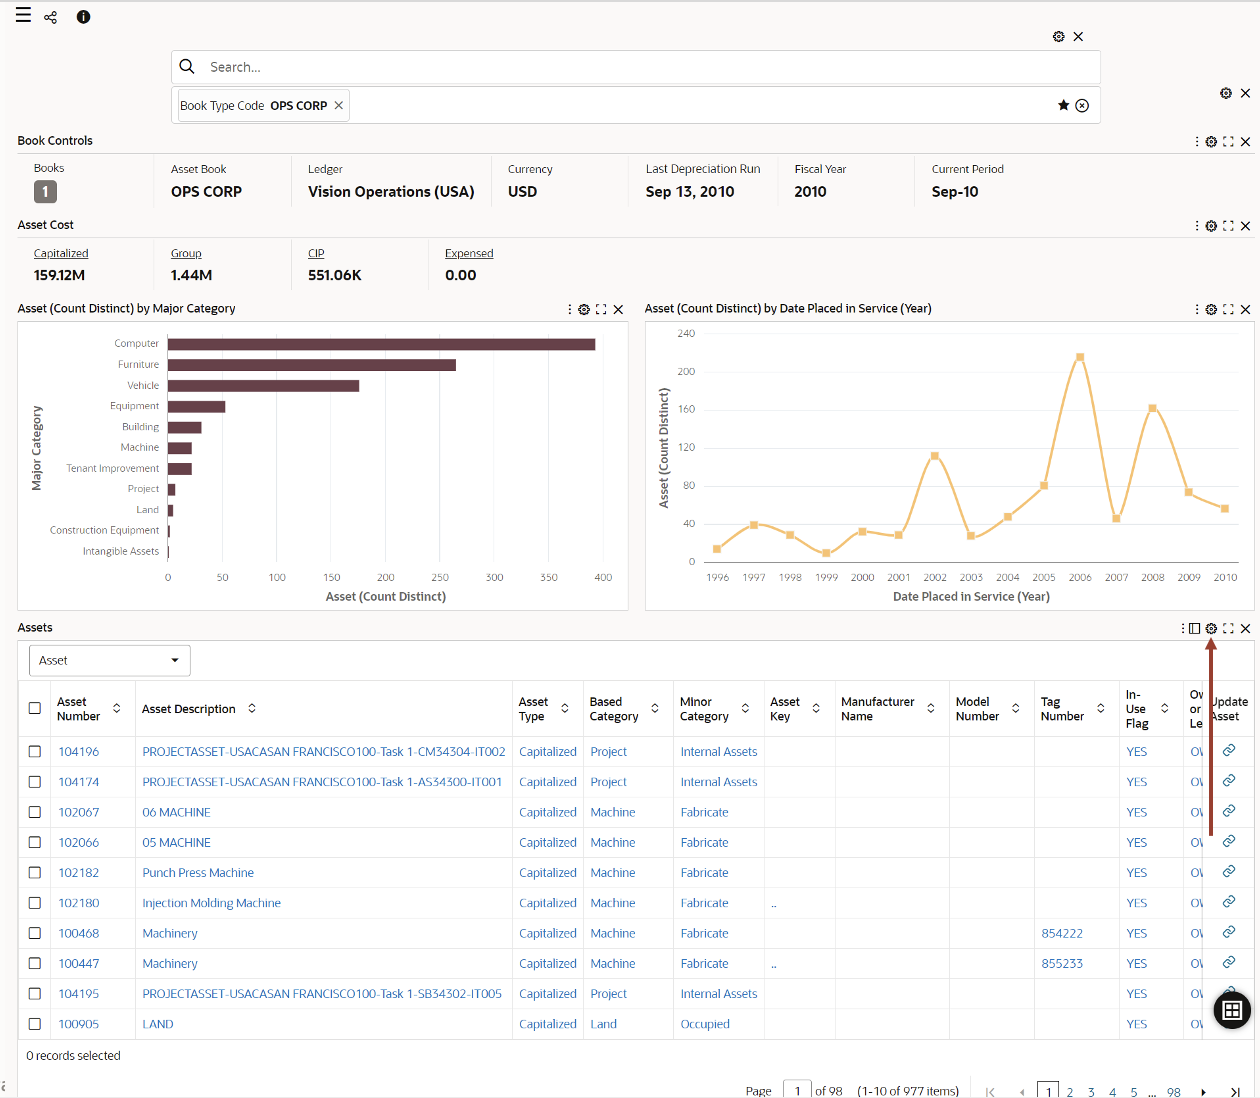 Search...
Book Type Code OPS CORP
Book Controls
Books
1
Asset Book
OPS CORP
Ledger
Vision Operations (USA)
Currency
USD
Last Depreciation Run
Sep 13, 2010
Fiscal Year
2010
Current Period
Sep-10
Asset Cost
Capitalized
159.12M
Group
1.44M
CIP
551.06K
Expensed
0.00
Asset (Count Distinct) by Major Category
Major Category
Computer
Furniture
Vehicle
Equipment
Building
Machine
Tenant Improvement
Project
Land
Construction Equipment
Intangible Assets
0 50 100 150 200 250 300 350 400
Asset (Count Distinct)
Asset (Count Distinct) by Date Placed in Service (Year)
Asset (Count Distinct)
240
200
160
120
80
40
0
1996 1997 1998 1999 2000 2001 2002 2003 2004 2005 2006 2007 2008 2009 2010
Date Placed in Service (Year)
Assets
Asset
Asset Number
Asset Description
Asset Type
Based Category
Minor Category
Asset Key
Manufacturer Name
Model Number
Tag Number
In-Use Flag
or
Update Asset
104196 PROJECTASSET-USACASAN FRANCISCO100-Task 1-CM34304-IT002 Capitalized Project Internal Assets YES
104174 PROJECTASSET-USACASAN FRANCISCO100-Task 1-AS34300-IT001 Capitalized Project Internal Assets YES
102067 06 MACHINE Capitalized Machine Fabricate YES
102066 05 MACHINE Capitalized Machine Fabricate YES
102182 Punch Press Machine Capitalized Machine Fabricate YES
102180 Injection Molding Machine Capitalized Machine Fabricate .. YES
100468 Machinery Capitalized Machine Fabricate 854222 YES
100447 Machinery Capitalized Machine Fabricate .. 855233 YES
104195 PROJECTASSET-USACASAN FRANCISCO100-Task 1-SB34302-IT005 Capitalized Project Internal Assets YES
100905 LAND Capitalized Land Occupied YES
0 records selected
Page 1 of 98 (1-10 of 977 items) 1 2 3 4 5 ... 98